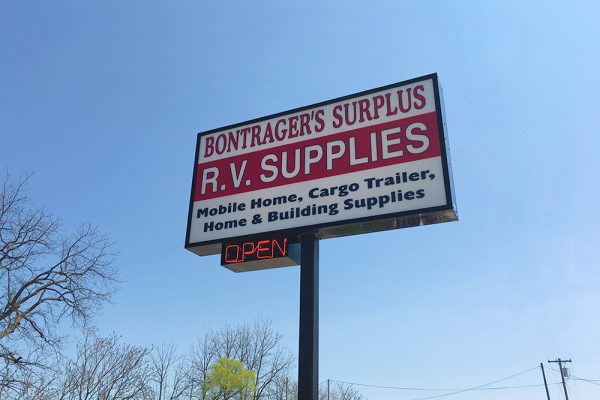 BONTRAGER'S SURPLUS
R.V. SUPPLIES
Mobile Home, Cargo Trailer,
Home & Building Supplies
OPEN